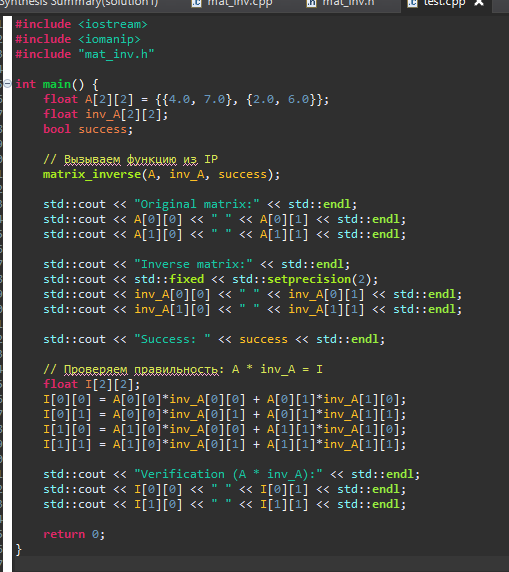 Synthesis Summary(solution1) mat_inv.cpp mat_inv.h test.cpp
#include <iostream>
#include <iomanip>
#include "mat_inv.h"
int main() {
float A[2][2] = {{4.0, 7.0}, {2.0, 6.0}};
float inv_A[2][2];
bool success;
// Вызываем функцию из IP
matrix_inverse(A, inv_A, success);
std::cout << "Original matrix:" << std::endl;
std::cout << A[0][0] << " " << A[0][1] << std::endl;
std::cout << A[1][0] << " " << A[1][1] << std::endl;
std::cout << "Inverse matrix:" << std::endl;
std::cout << std::fixed << std::setprecision(2);
std::cout << inv_A[0][0] << " " << inv_A[0][1] << std::endl;
std::cout << inv_A[1][0] << " " << inv_A[1][1] << std::endl;
std::cout << "Success: " << success << std::endl;
// Проверяем правильность: A * inv_A = I
float I[2][2];
I[0][0] = A[0][0]*inv_A[0][0] + A[0][1]*inv_A[1][0];
I[0][1] = A[0][0]*inv_A[0][1] + A[0][1]*inv_A[1][1];
I[1][0] = A[1][0]*inv_A[0][0] + A[1][1]*inv_A[1][0];
I[1][1] = A[1][0]*inv_A[0][1] + A[1][1]*inv_A[1][1];
std::cout << "Verification (A * inv_A):" << std::endl;
std::cout << I[0][0] << " " << I[0][1] << std::endl;
std::cout << I[1][0] << " " << I[1][1] << std::endl;
return 0;
}